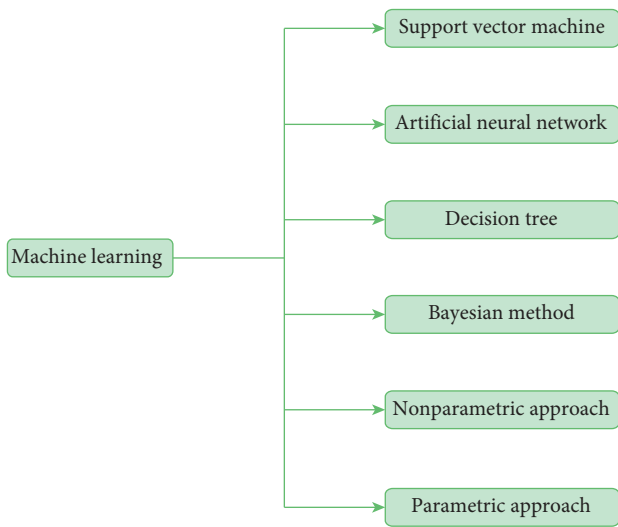 Support vector machine
Artificial neural network
Decision tree
Machine learning
Bayesian method
Nonparametric approach
Parametric approach